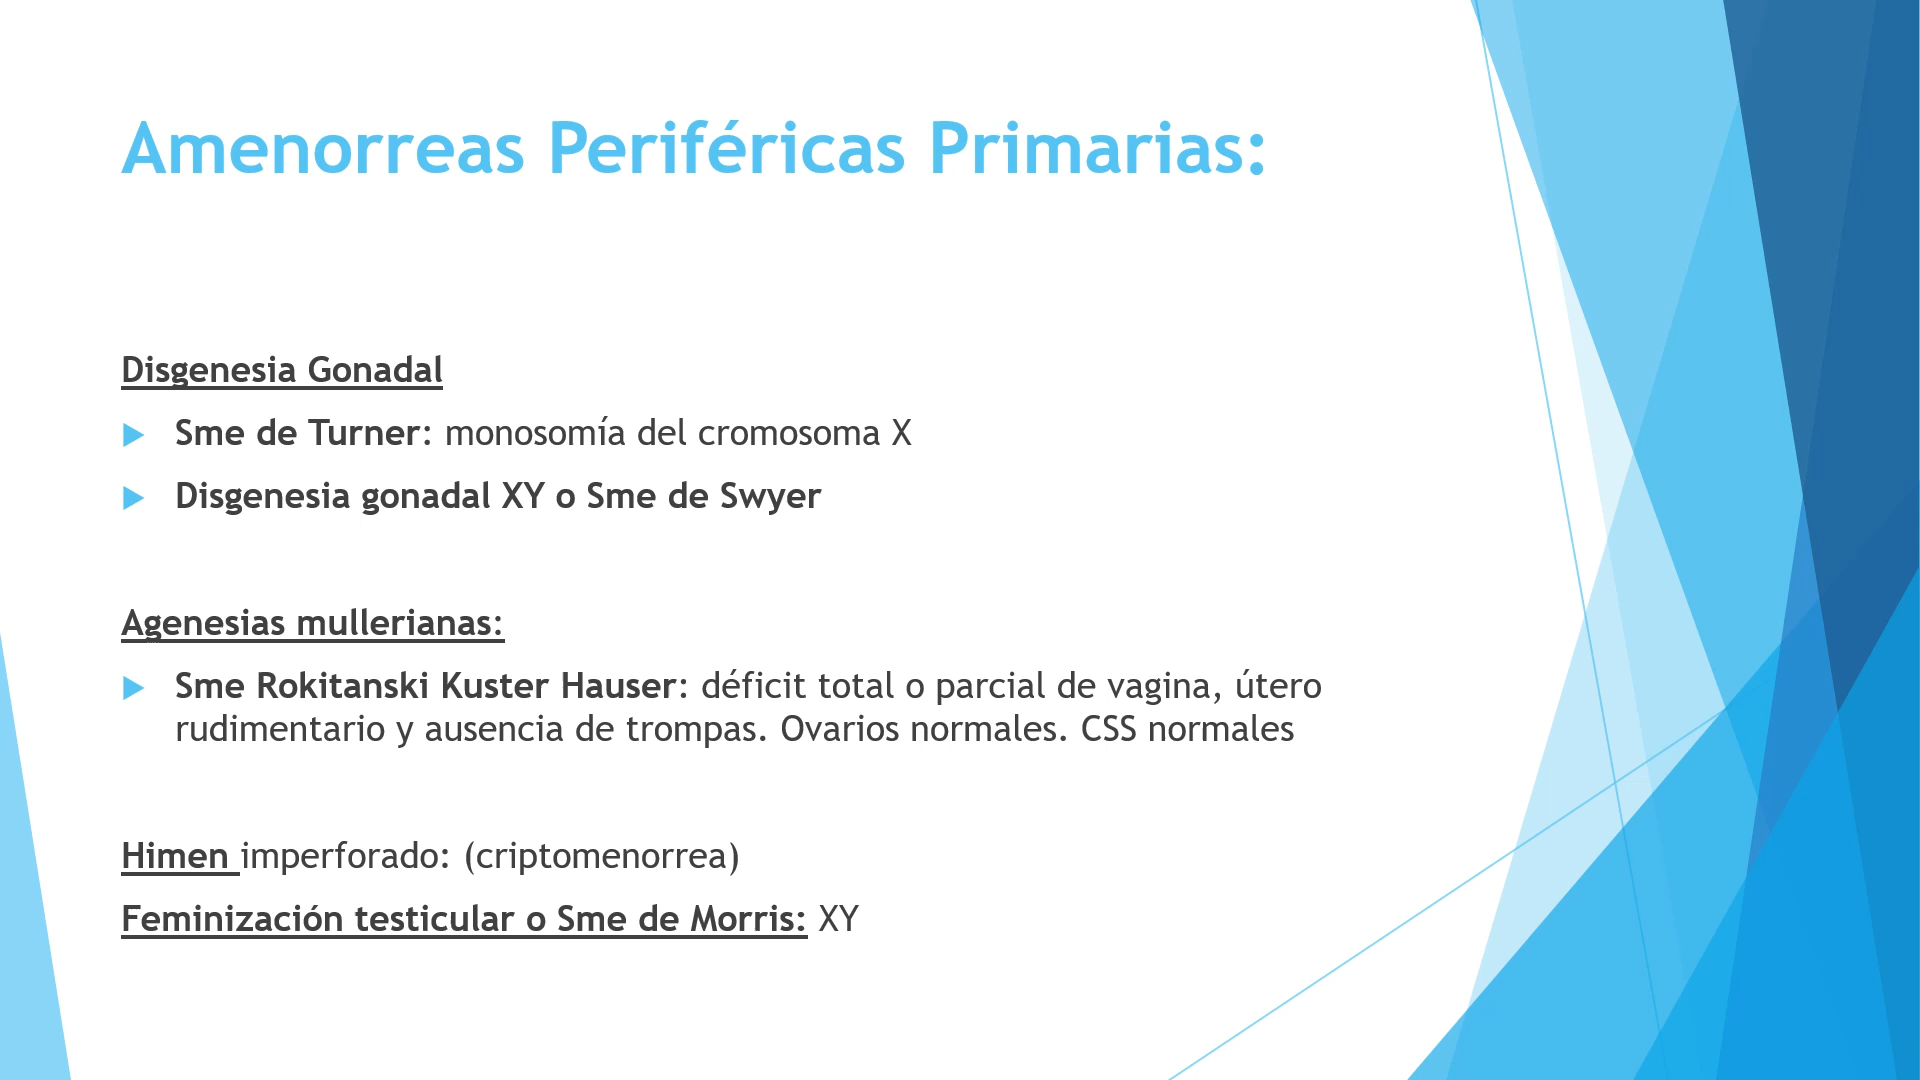 Amenorreas Periféricas Primarias:
Disgenesia Gonadal
Sme de Turner: monosomía del cromosoma X
Disgenesia gonadal XY o Sme de Swyer
Agenesias mullerianas:
Sme Rokitanski Kuster Hauser: déficit total o parcial de vagina, útero
rudimentario y ausencia de trompas. Ovarios normales. CSS normales
Himen imperforado: (criptomenorrea)
Feminización testicular o Sme de Morris: XY